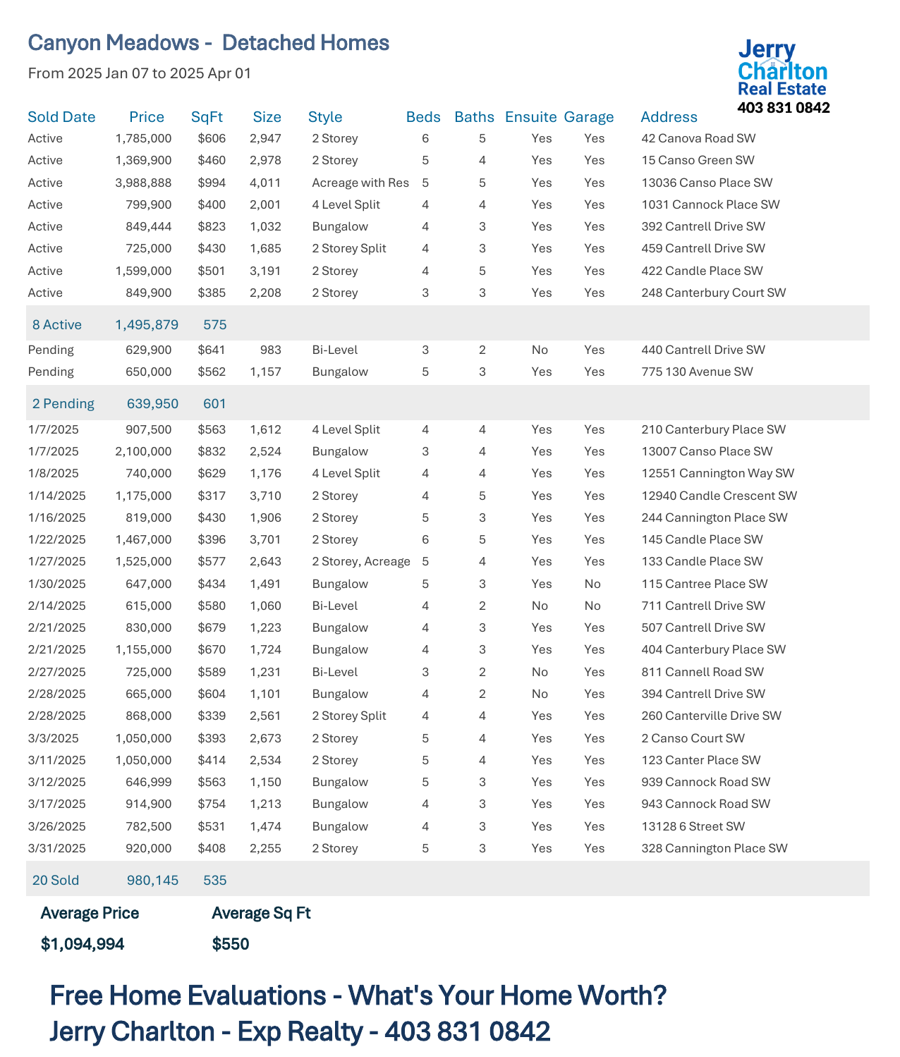 Canyon Meadows - Detached Homes
From 2025 Jan 07 to 2025 Apr 01
Jerry
Charlton
Real Estate
403 831 0842
Sold Date Price SqFt Size Style Beds Baths Ensuite Garage Address
Active 1,785,000 $606 2,947 2 Storey 6 5 Yes Yes 42 Canova Road SW
Active 1,369,900 $460 2,978 2 Storey 5 4 Yes Yes 15 Canso Green SW
Active 3,988,888 $994 4,011 Acreage with Res 5 5 Yes Yes 13036 Canso Place SW
Active 799,900 $400 2,001 4 Level Split 4 4 Yes Yes 1031 Cannock Place SW
Active 849,444 $823 1,032 Bungalow 4 3 Yes Yes 392 Cantrell Drive SW
Active 725,000 $430 1,685 2 Storey Split 4 3 Yes Yes 459 Cantrell Drive SW
Active 1,599,000 $501 3,191 2 Storey 4 5 Yes Yes 422 Candle Place SW
Active 849,900 $385 2,208 2 Storey 3 3 Yes Yes 248 Canterbury Court SW
8 Active 1,495,879 575
Pending 629,900 $641 983 Bi-Level 3 2 No Yes 440 Cantrell Drive SW
Pending 650,000 $562 1,157 Bungalow 5 3 Yes Yes 775 130 Avenue SW
2 Pending 639,950 601
1/7/2025 907,500 $563 1,612 4 Level Split 4 4 Yes Yes 210 Canterbury Place SW
1/7/2025 2,100,000 $832 2,524 Bungalow 3 4 Yes Yes 13007 Canso Place SW
1/8/2025 740,000 $629 1,176 4 Level Split 4 4 Yes Yes 12551 Cannington Way SW
1/14/2025 1,175,000 $317 3,710 2 Storey 4 5 Yes Yes 12940 Candle Crescent SW
1/16/2025 819,000 $430 1,906 2 Storey 5 3 Yes Yes 244 Cannington Place SW
1/22/2025 1,467,000 $396 3,701 2 Storey 6 5 Yes Yes 145 Candle Place SW
1/27/2025 1,525,000 $577 2,643 2 Storey, Acreage 5 4 Yes Yes 133 Candle Place SW
1/30/2025 647,000 $434 1,491 Bungalow 5 3 Yes No 115 Cantree Place SW
2/14/2025 615,000 $580 1,060 Bi-Level 4 2 No No 711 Cantrell Drive SW
2/21/2025 830,000 $679 1,223 Bungalow 4 3 Yes Yes 507 Cantrell Drive SW
2/21/2025 1,155,000 $670 1,724 Bungalow 4 3 Yes Yes 404 Canterbury Place SW
2/27/2025 725,000 $589 1,231 Bi-Level 3 2 No Yes 811 Cannell Road SW
2/28/2025 665,000 $604 1,101 Bungalow 4 2 No Yes 394 Cantrell Drive SW
2/28/2025 868,000 $339 2,561 2 Storey Split 4 4 Yes Yes 260 Canterville Drive SW
3/3/2025 1,050,000 $393 2,673 2 Storey 5 4 Yes Yes 2 Canso Court SW
3/11/2025 1,050,000 $414 2,534 2 Storey 5 4 Yes Yes 123 Canter Place SW
3/12/2025 646,999 $563 1,150 Bungalow 5 3 Yes Yes 939 Cannock Road SW
3/17/2025 914,900 $754 1,213 Bungalow 4 3 Yes Yes 943 Cannock Road SW
3/26/2025 782,500 $531 1,474 Bungalow 4 3 Yes Yes 13128 6 Street SW
3/31/2025 920,000 $408 2,255 2 Storey 5 3 Yes Yes 328 Cannington Place SW
20 Sold 980,145 535
Average Price Average Sq Ft
$1,094,994 $550
Free Home Evaluations - What's Your Home Worth?
Jerry Charlton - Exp Realty - 403 831 0842